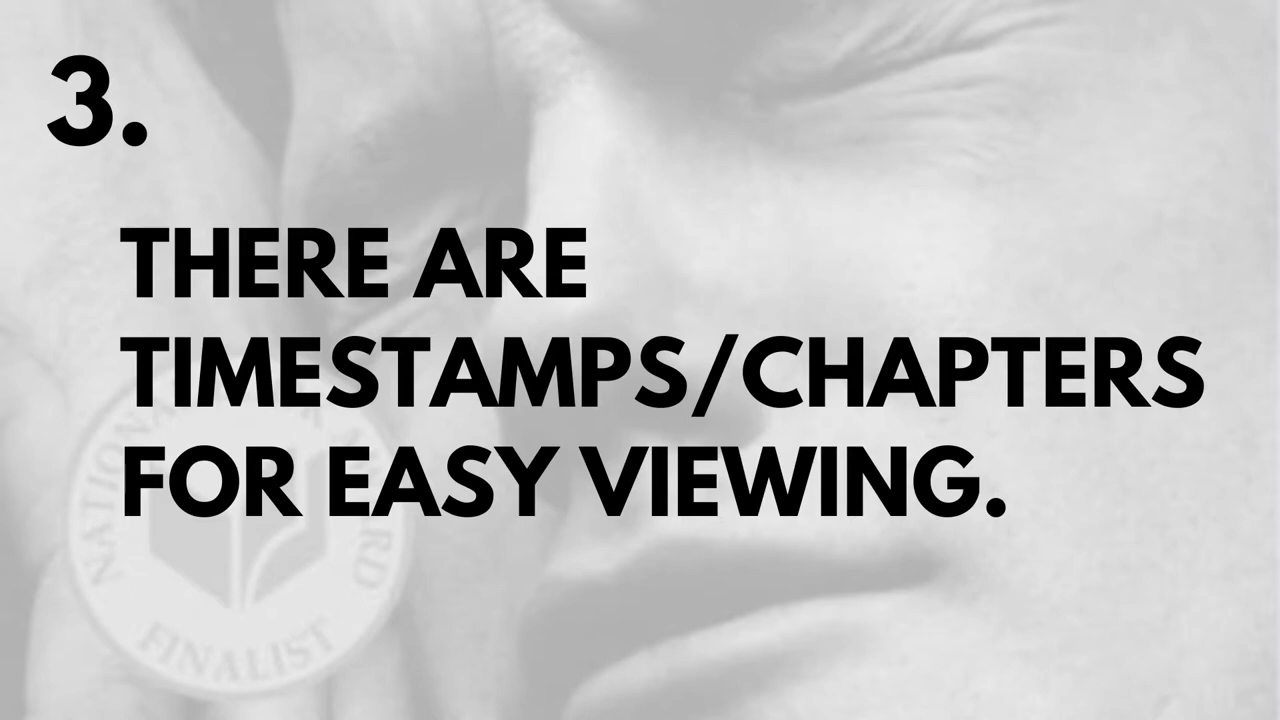 3.
THERE ARE
TIMESTAMPS/CHAPTERS
FOR EASY VIEWING.
FINALIST